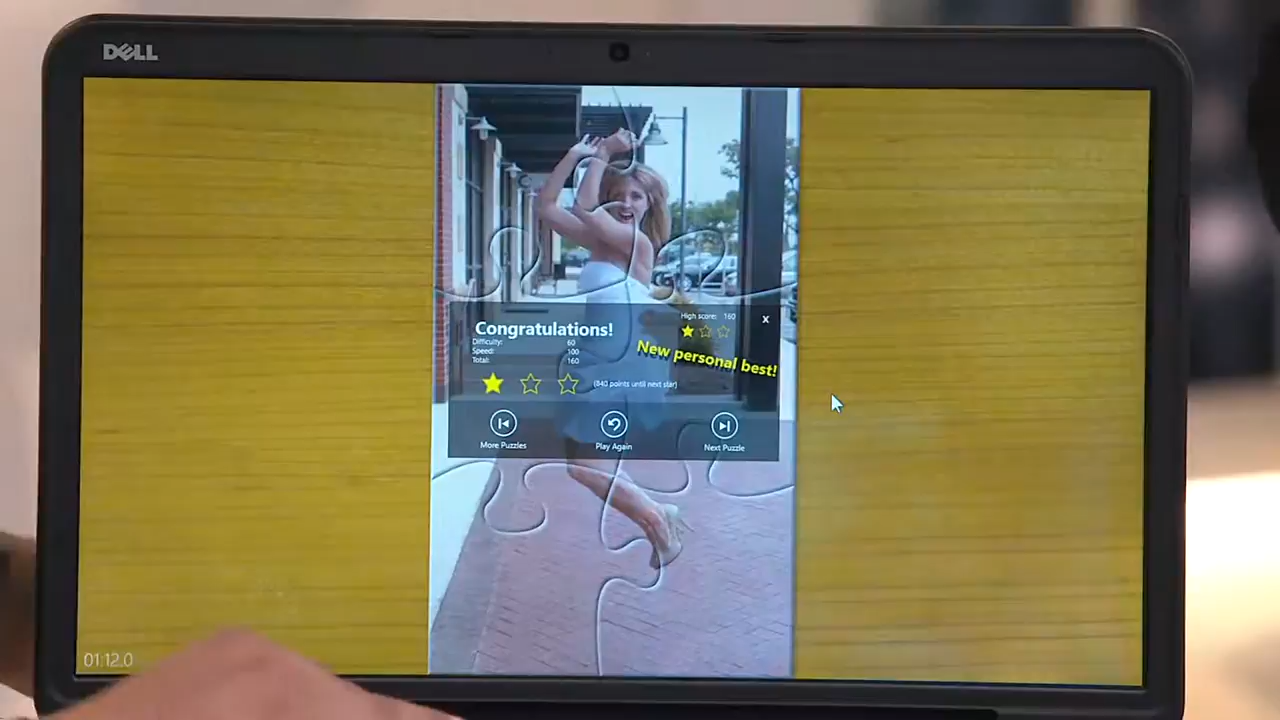 DELL
High score: 160
x
Congratulations!
Difficulty: 60
Speed: 100
Total: 160
New personal best!
(840 points until next star)
More Puzzles
Play Again
Next Puzzle
01:12.0